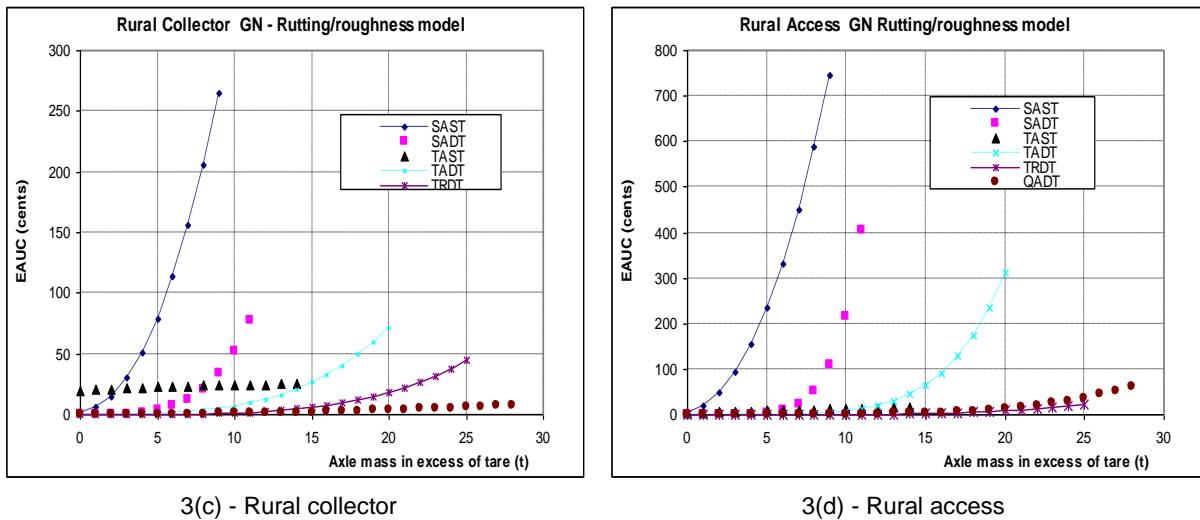 Rural Collector GN - Rutting/roughness model
300
250
200
150
100
50
0
EAUC (cents)
0 5 10 15 20 25 30
Axle mass in excess of tare (t)
SAST
SADT
TAST
TADT
TRDT
3(c) - Rural collector
Rural Access GN Rutting/roughness model
800
700
600
500
400
300
200
100
0
EAUC (cents)
0 5 10 15 20 25 30
Axle mass in excess of tare (t)
SAST
SADT
TAST
TADT
TRDT
QADT
3(d) - Rural access